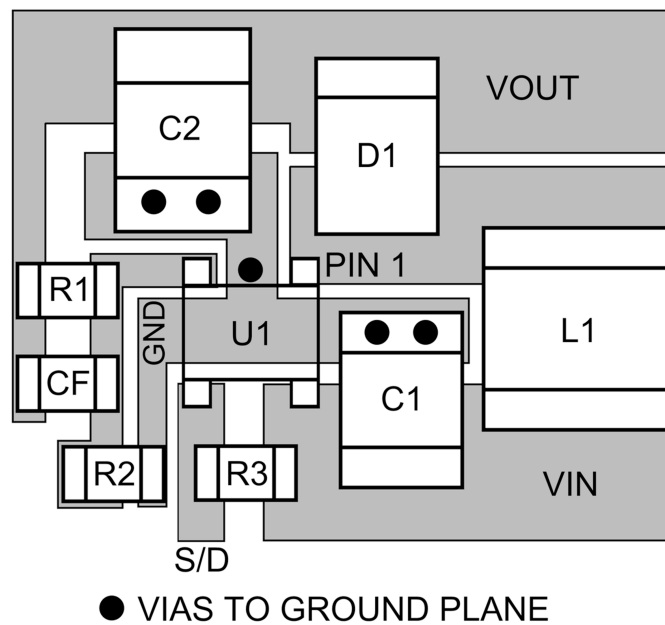 VOUT
C2
D1
PIN 1
R1
GND
U1
L1
CF
C1
R2
R3
VIN
S/D
VIAS TO GROUND PLANE